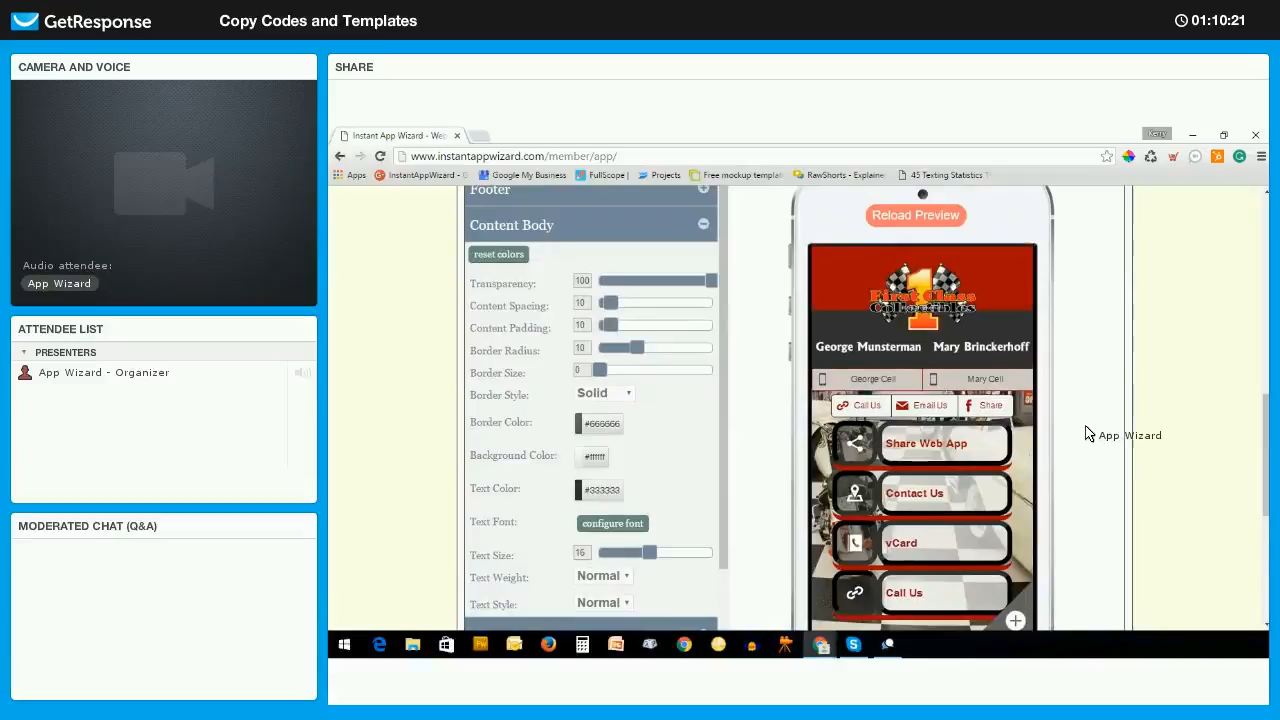 GetResponse
Copy Codes and Templates
01:10:21
CAMERA AND VOICE
Audio attendee:
App Wizard
ATTENDEE LIST
PRESENTERS
App Wizard - Organizer
MODERATED CHAT (Q&A)
SHARE
Instant App Wizard - Web
Kerry
www.instantappwizard.com/member/app/
Apps
InstantAppWizard - G
Google My Business
FullScope |
Projects
Free mockup templat
RawShorts - Explaine
45 Texting Statistics T
Footer
Content Body
reset colors
Transparency: 100
Content Spacing: 10
Content Padding: 10
Border Radius: 10
Border Size: 0
Border Style: Solid
Border Color: #666666
Background Color: #ffffff
Text Color: #333333
Text Font: configure font
Text Size: 16
Text Weight: Normal
Text Style: Normal
Reload Preview
1
First Class
Collectibles
George Munsterman Mary Brinckerhoff
George Cell Mary Cell
Call Us Email Us Share
Share Web App
Contact Us
vCard
Call Us
App Wizard